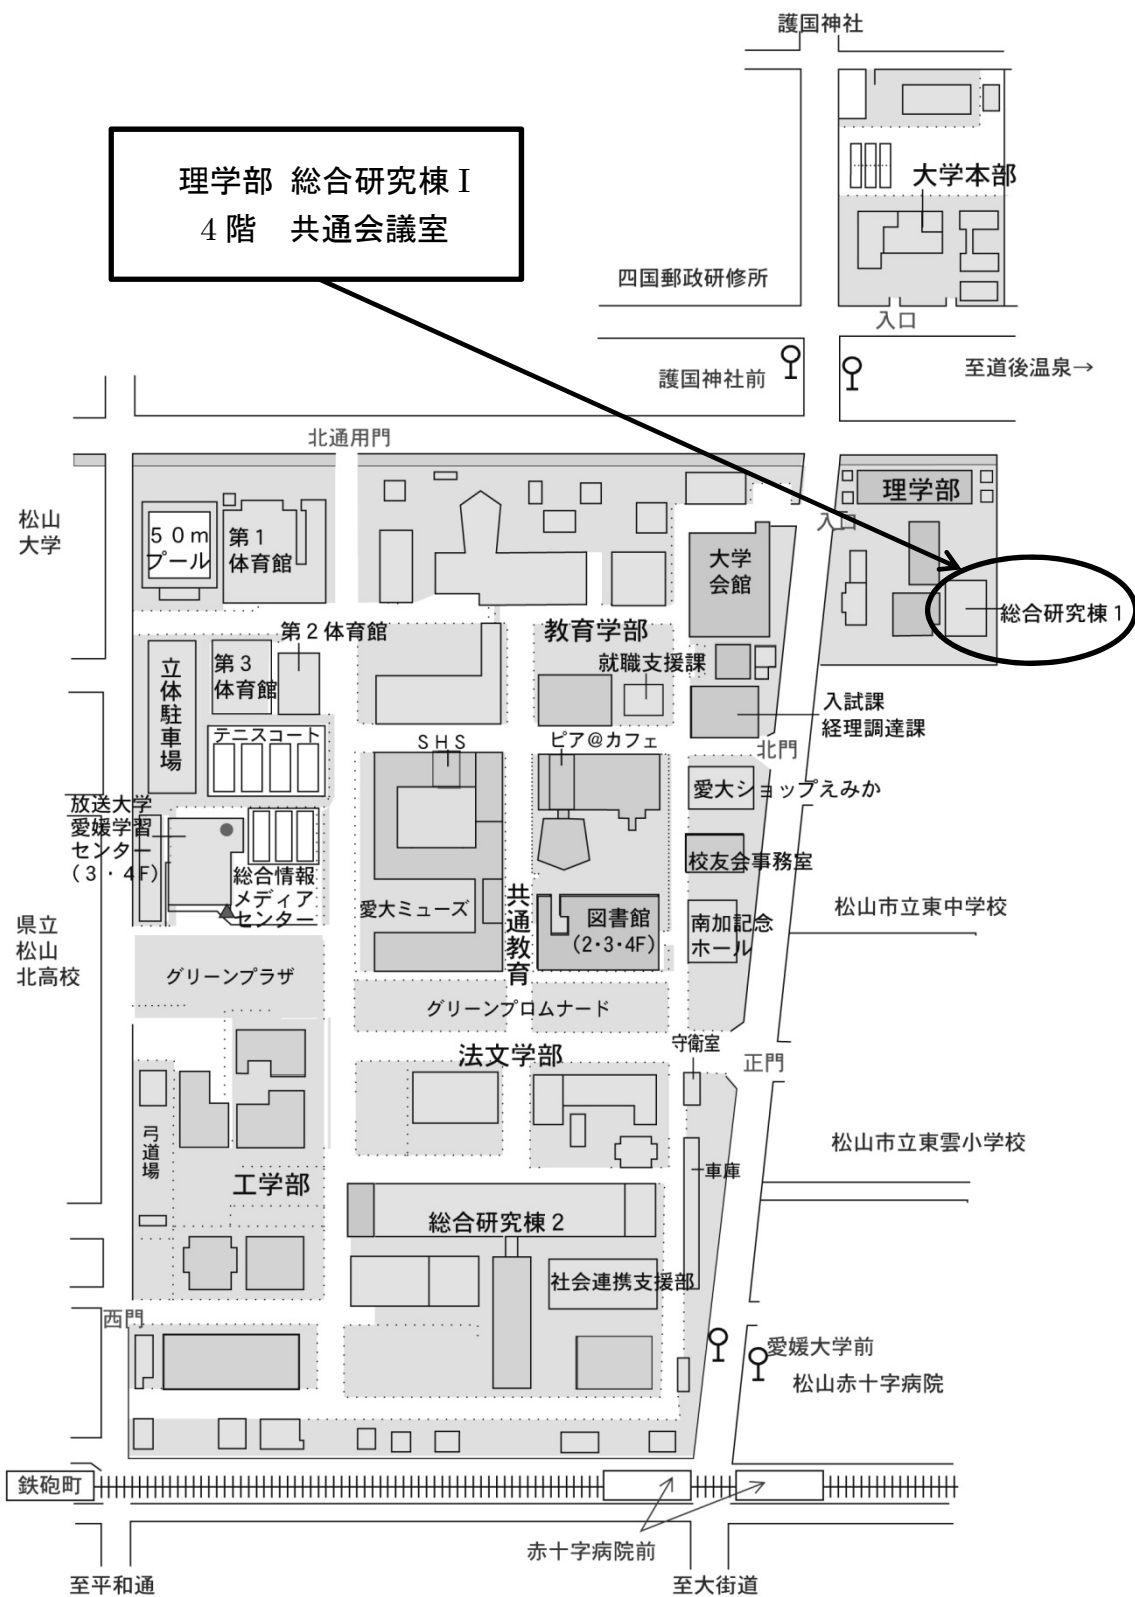 護国神社
理学部 総合研究棟Ⅰ
4階 共通会議室
大学本部
四国郵政研修所
入口
護国神社前
至道後温泉→
北通用門
松山
大学
50m
プール
第1
体育館
大学
会館
理学部
入口
総合研究棟1
第2体育館
教育学部
就職支援課
立体駐車場
第3
体育館
入試課
経理調達課
テニスコート
SHS
ピア@カフェ
北門
愛大ショップえみか
放送大学
愛媛学習
センター
(3・4F)
総合情報
メディア
センター
校友会事務室
愛大ミューズ
共通教育
図書館
(2・3・4F)
南加記念
ホール
松山市立東中学校
県立
松山
北高校
グリーンプラザ
グリーンプロムナード
法文学部
守衛室
正門
弓道場
松山市立東雲小学校
車庫
工学部
総合研究棟2
社会連携支援部
西門
愛媛大学前
松山赤十字病院
鉄砲町
赤十字病院前
至平和通
至大街道